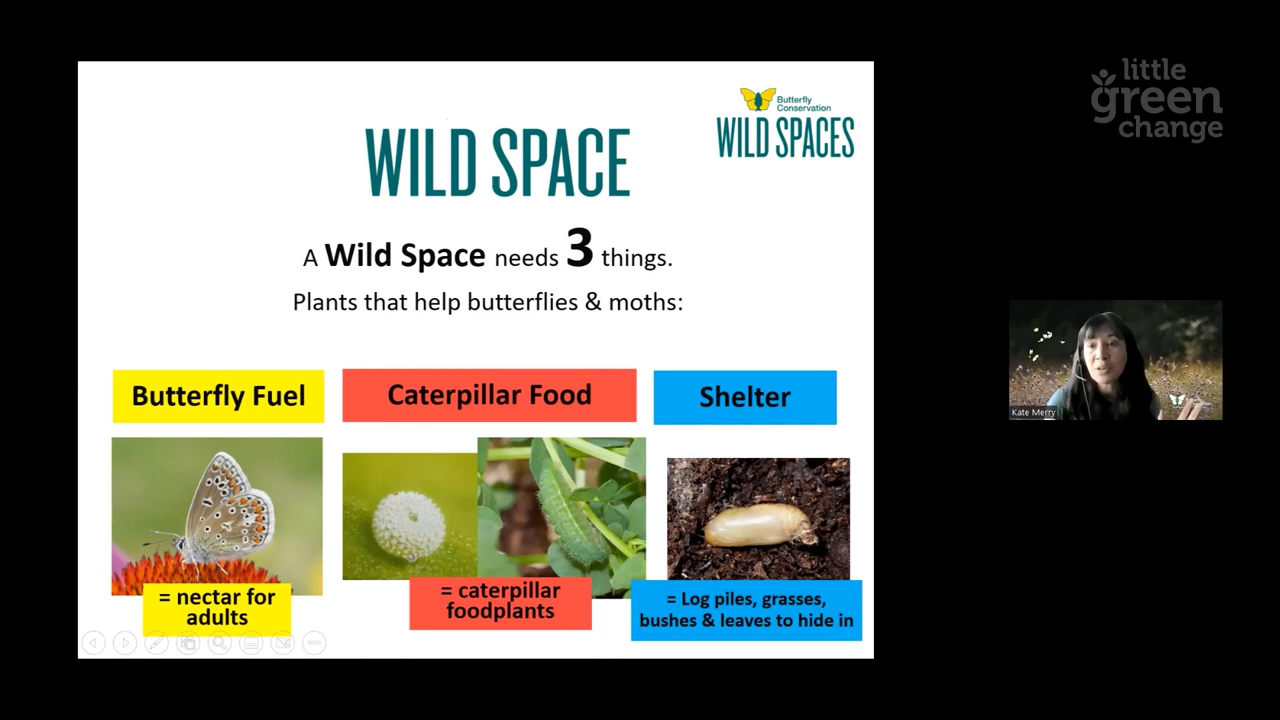 little
green
change
Butterfly
Conservation
WILD SPACES
WILD SPACE
A Wild Space needs 3 things.
Plants that help butterflies & moths:
Butterfly Fuel
Caterpillar Food
Shelter
= nectar for
adults
= caterpillar
foodplants
= Log piles, grasses,
bushes & leaves to hide in
Kate Merry